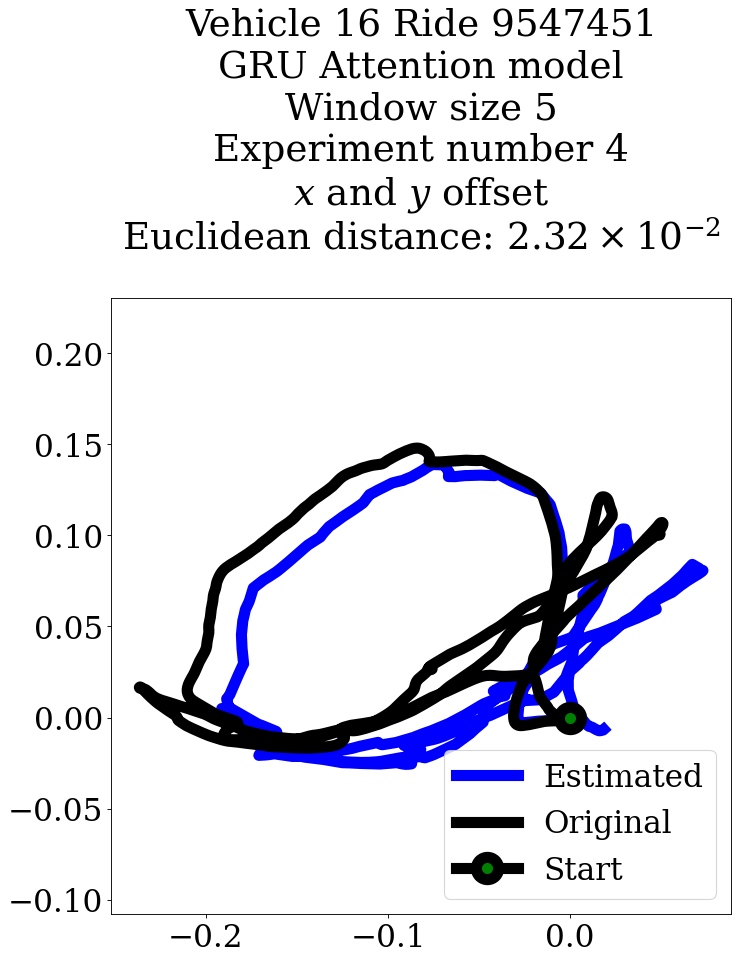 Vehicle 16 Ride 9547451
GRU Attention model
Window size 5
Experiment number 4
x and y offset
Euclidean distance: 2.32 × 10⁻²
0.20
0.15
0.10
0.05
0.00
−0.05
−0.10
Estimated
Original
Start
−0.2
−0.1
0.0